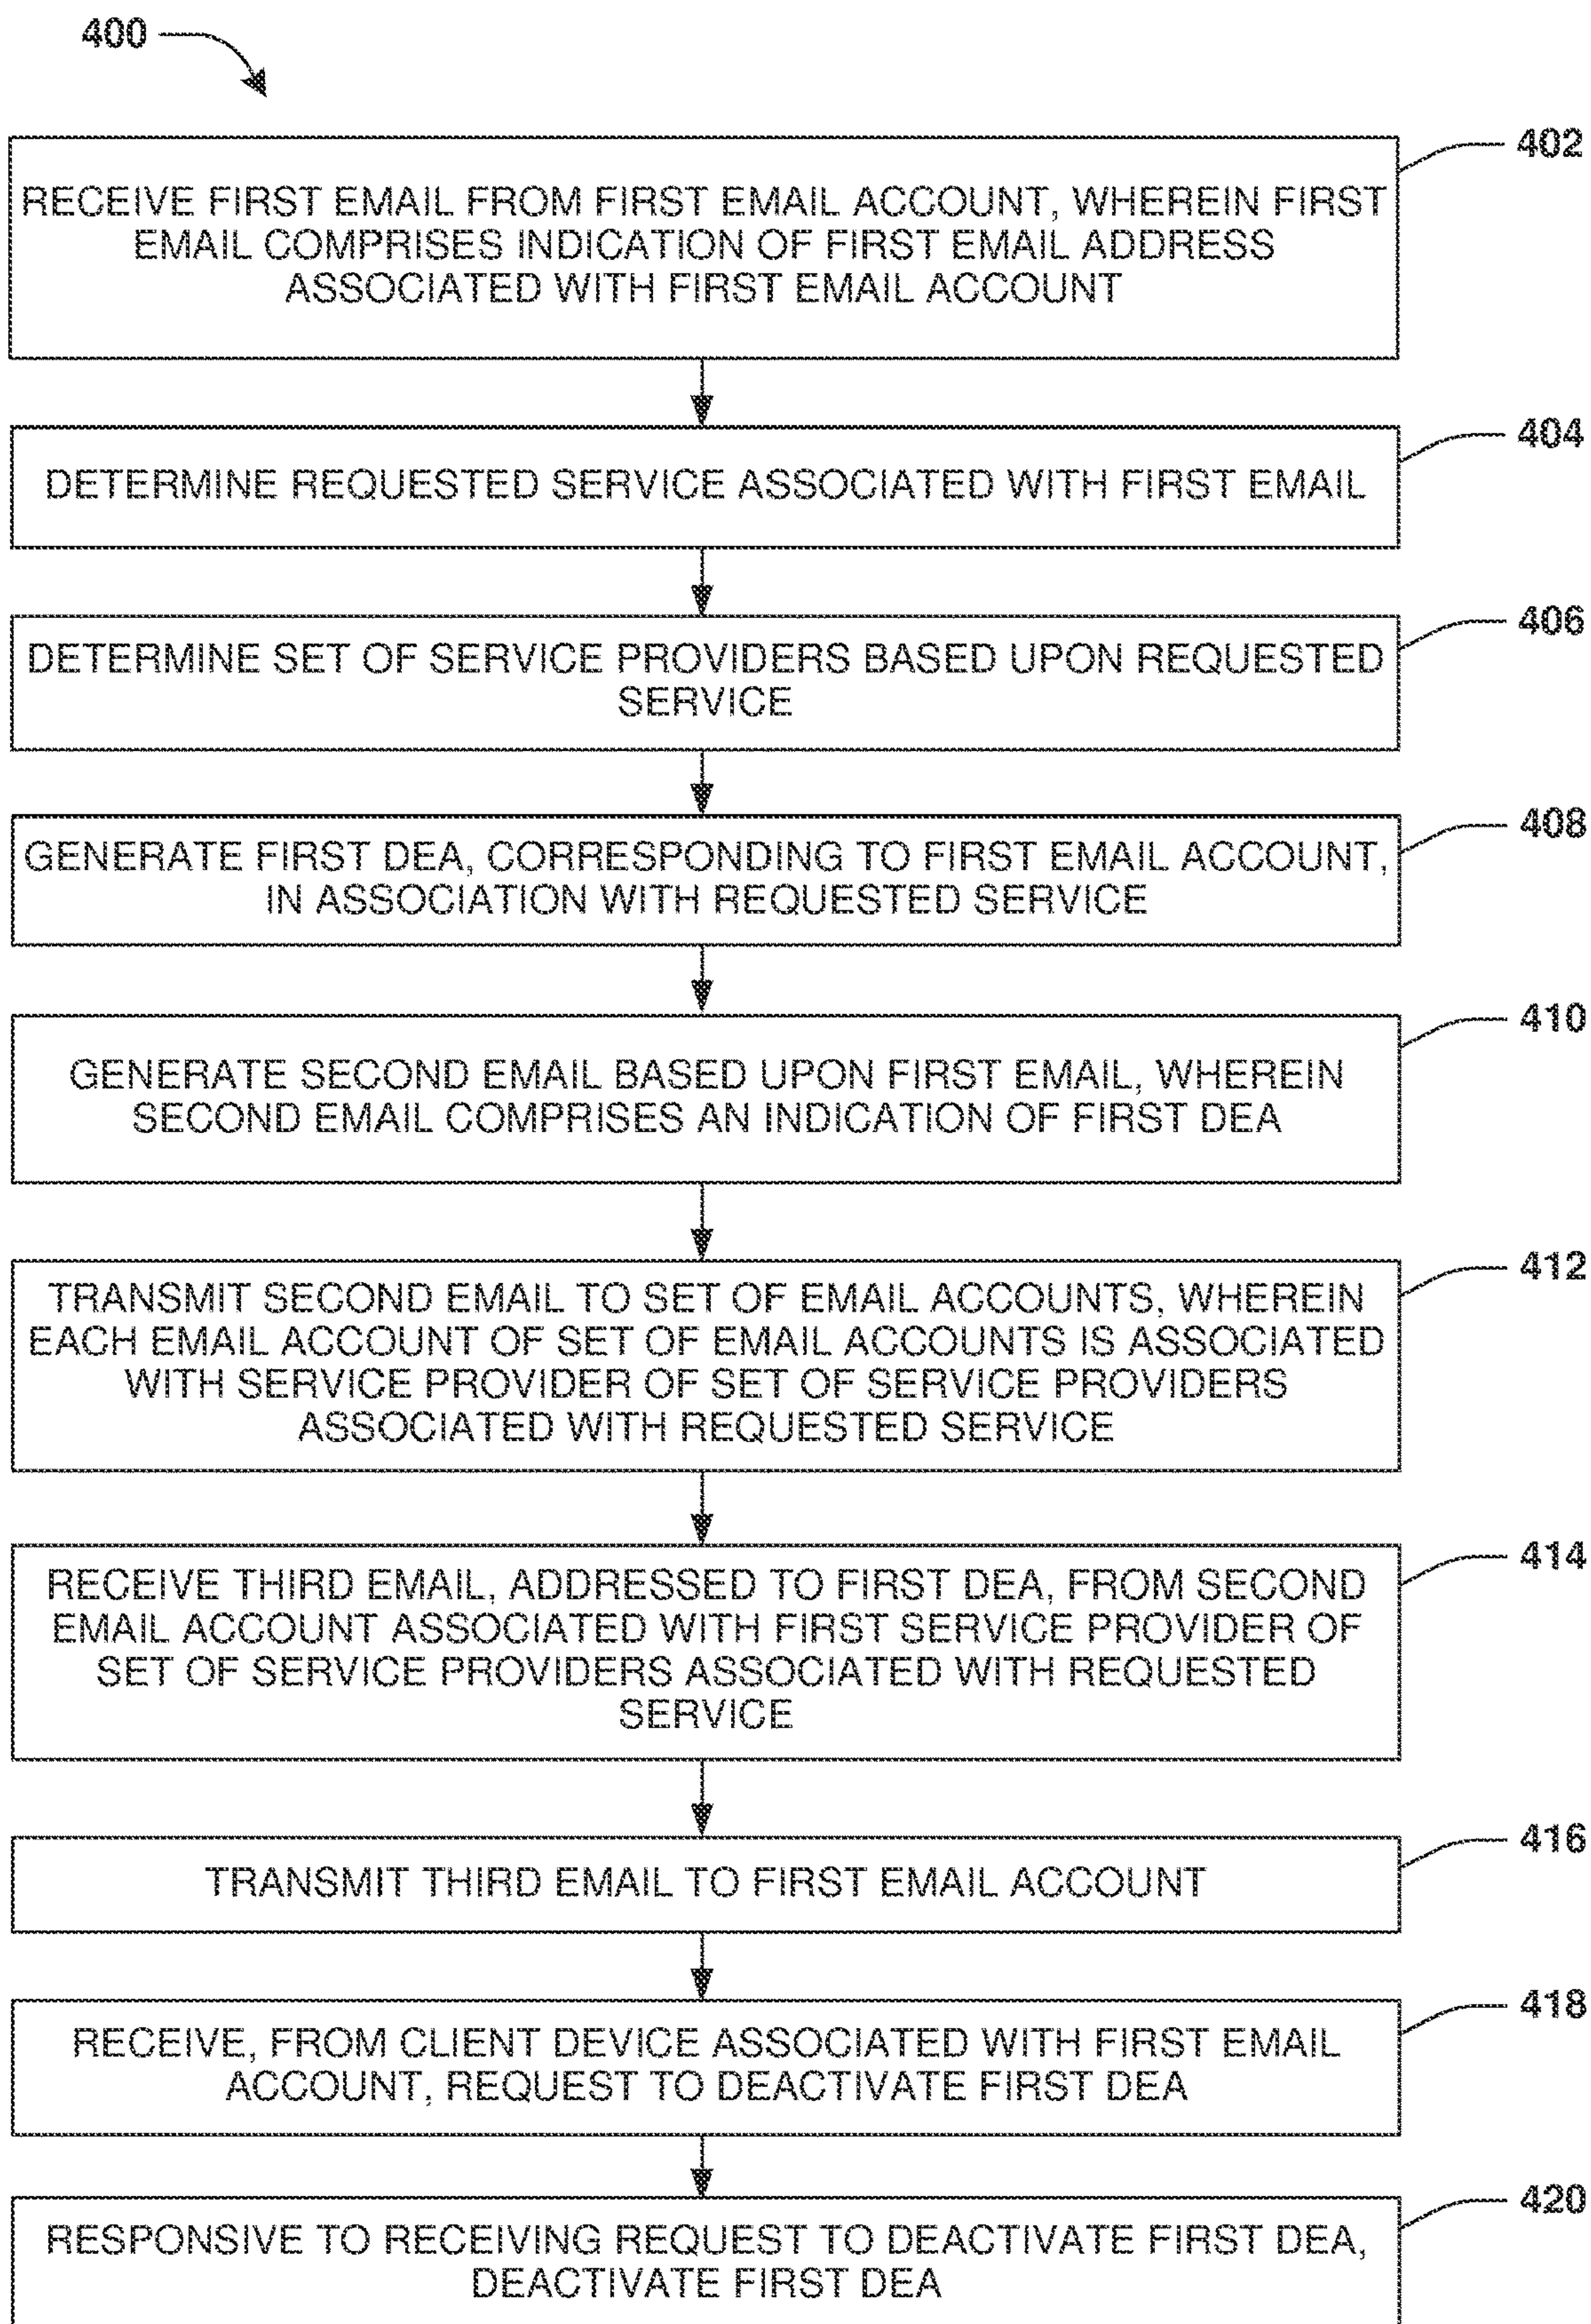 400
402
RECEIVE FIRST EMAIL FROM FIRST EMAIL ACCOUNT, WHEREIN FIRST
EMAIL COMPRISES INDICATION OF FIRST EMAIL ADDRESS
ASSOCIATED WITH FIRST EMAIL ACCOUNT
404
DETERMINE REQUESTED SERVICE ASSOCIATED WITH FIRST EMAIL
406
DETERMINE SET OF SERVICE PROVIDERS BASED UPON REQUESTED
SERVICE
408
GENERATE FIRST DEA, CORRESPONDING TO FIRST EMAIL ACCOUNT,
IN ASSOCIATION WITH REQUESTED SERVICE
410
GENERATE SECOND EMAIL BASED UPON FIRST EMAIL, WHEREIN
SECOND EMAIL COMPRISES AN INDICATION OF FIRST DEA
412
TRANSMIT SECOND EMAIL TO SET OF EMAIL ACCOUNTS, WHEREIN
EACH EMAIL ACCOUNT OF SET OF EMAIL ACCOUNTS IS ASSOCIATED
WITH SERVICE PROVIDER OF SET OF SERVICE PROVIDERS
ASSOCIATED WITH REQUESTED SERVICE
414
RECEIVE THIRD EMAIL, ADDRESSED TO FIRST DEA, FROM SECOND
EMAIL ACCOUNT ASSOCIATED WITH FIRST SERVICE PROVIDER OF
SET OF SERVICE PROVIDERS ASSOCIATED WITH REQUESTED
SERVICE
416
TRANSMIT THIRD EMAIL TO FIRST EMAIL ACCOUNT
418
RECEIVE, FROM CLIENT DEVICE ASSOCIATED WITH FIRST EMAIL
ACCOUNT, REQUEST TO DEACTIVATE FIRST DEA
420
RESPONSIVE TO RECEIVING REQUEST TO DEACTIVATE FIRST DEA,
DEACTIVATE FIRST DEA